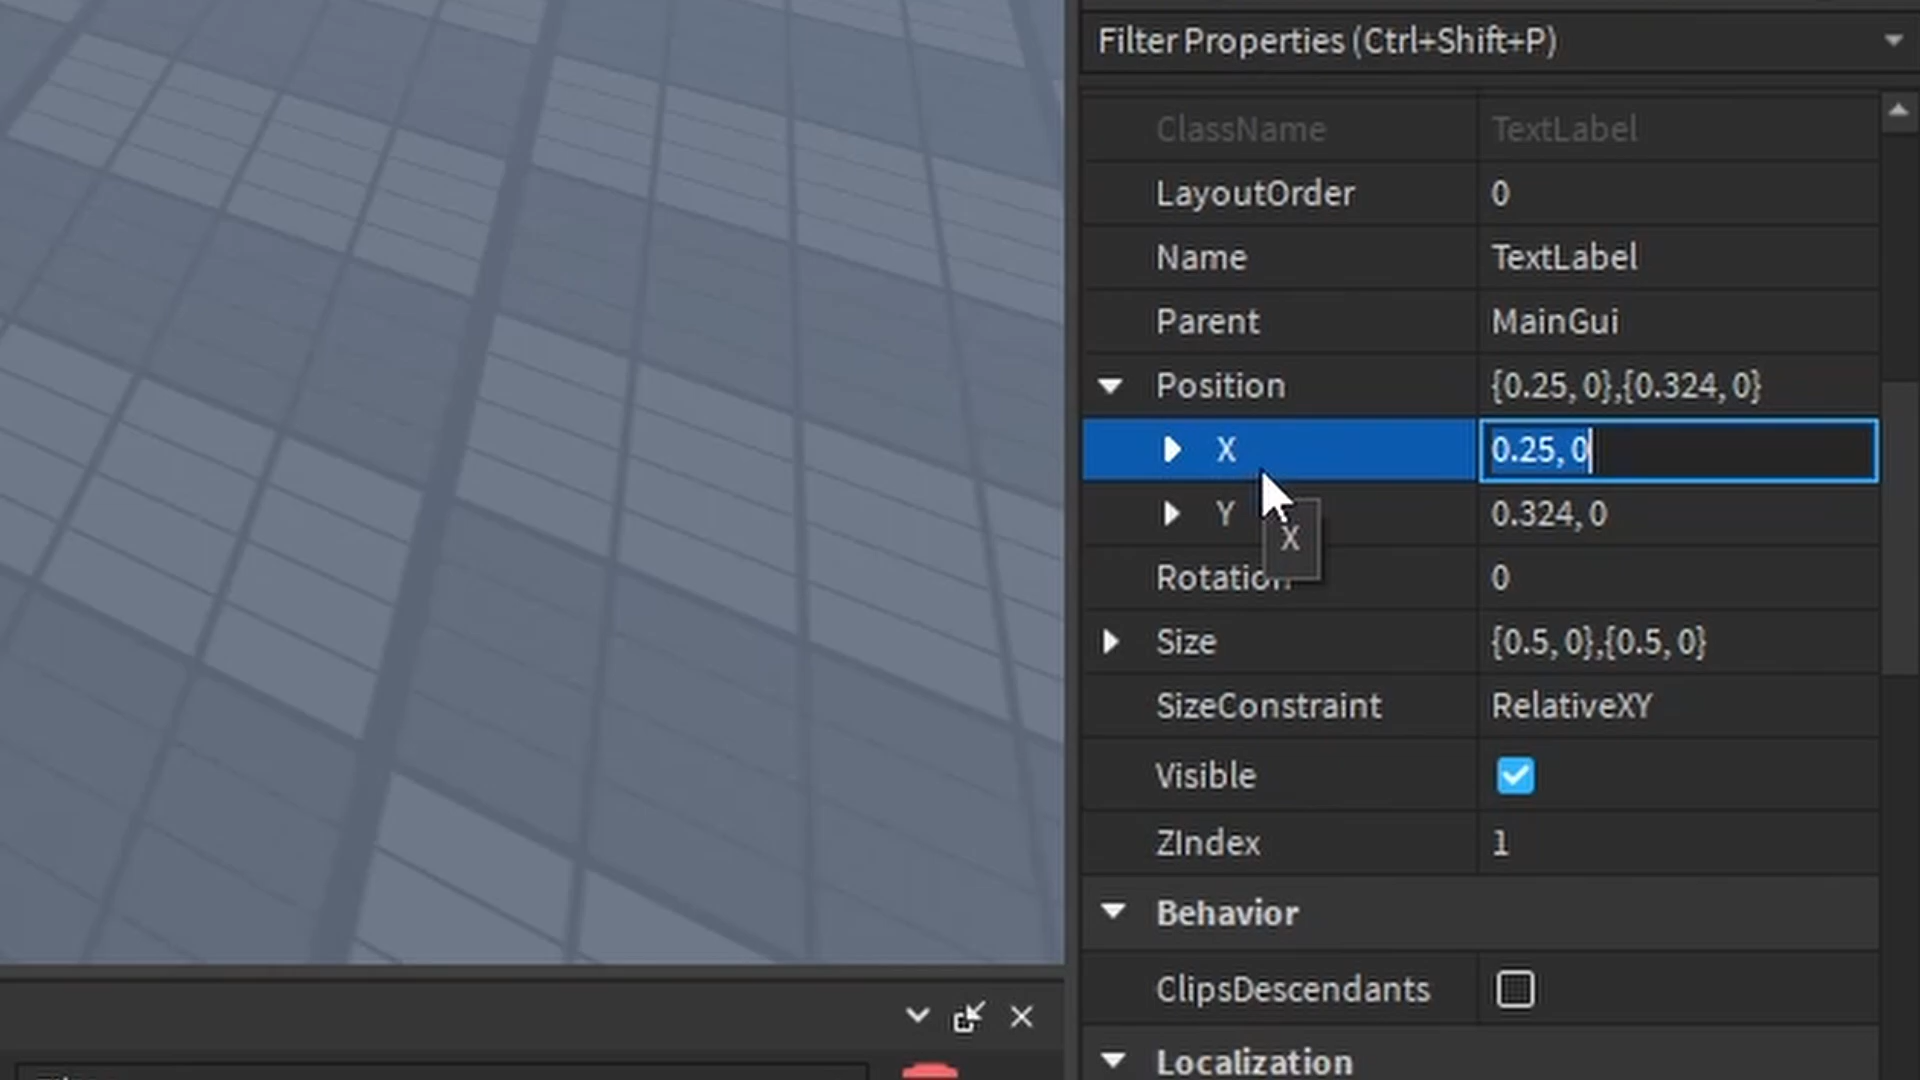 Filter Properties (Ctrl+Shift+P)
ClassName TextLabel
LayoutOrder 0
Name TextLabel
Parent MainGui
Position {0.25, 0},{0.324, 0}
X 0.25, 0
Y 0.324, 0
X
Rotation 0
Size {0.5, 0},{0.5, 0}
SizeConstraint RelativeXY
Visible
ZIndex 1
Behavior
ClipsDescendants
Localization